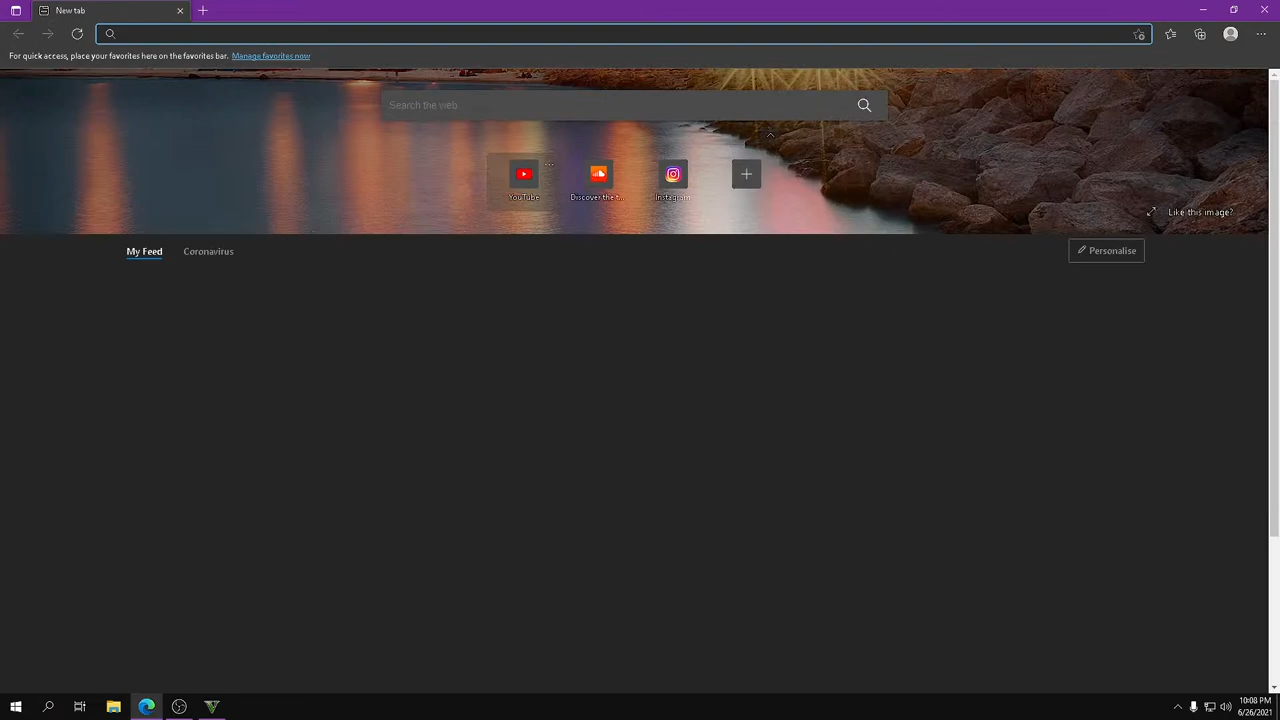 New tab
For quick access, place your favorites here on the favorites bar. Manage favorites now
Search the web
YouTube
Discover the t...
Instagram
Like this image?
My Feed
Coronavirus
Personalise
10:08 PM
6/26/2021